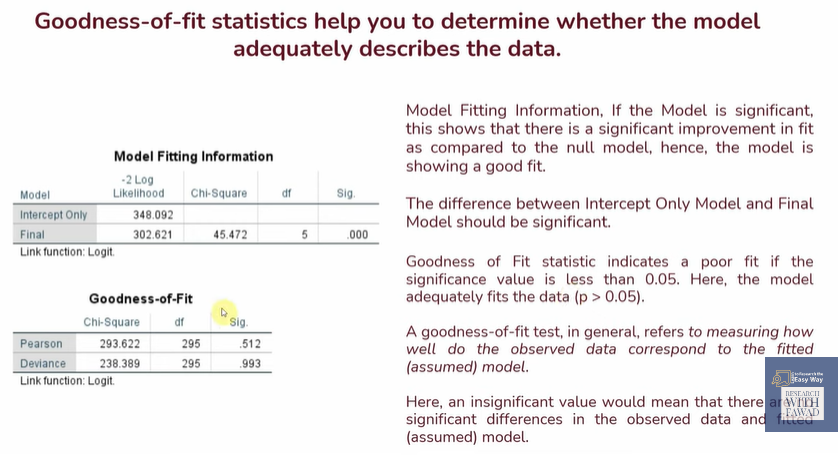 Goodness-of-fit statistics help you to determine whether the model
adequately describes the data.
Model Fitting Information
Model -2 Log Likelihood Chi-Square df Sig.
Intercept Only 348.092
Final 302.621 45.472 5 .000
Link function: Logit.
Goodness-of-Fit
Chi-Square df Sig.
Pearson 293.622 295 .512
Deviance 238.389 295 .993
Link function: Logit.
Model Fitting Information, If the Model is significant,
this shows that there is a significant improvement in fit
as compared to the null model, hence, the model is
showing a good fit.
The difference between Intercept Only Model and Final
Model should be significant.
Goodness of Fit statistic indicates a poor fit if the
significance value is less than 0.05. Here, the model
adequately fits the data (p > 0.05).
A goodness-of-fit test, in general, refers to measuring how
well do the observed data correspond to the fitted
(assumed) model.
Here, an insignificant value would mean that there
significant differences in the observed data and fitted
(assumed) model.
Easy Way
RESEARCH
WITH
FAWAD